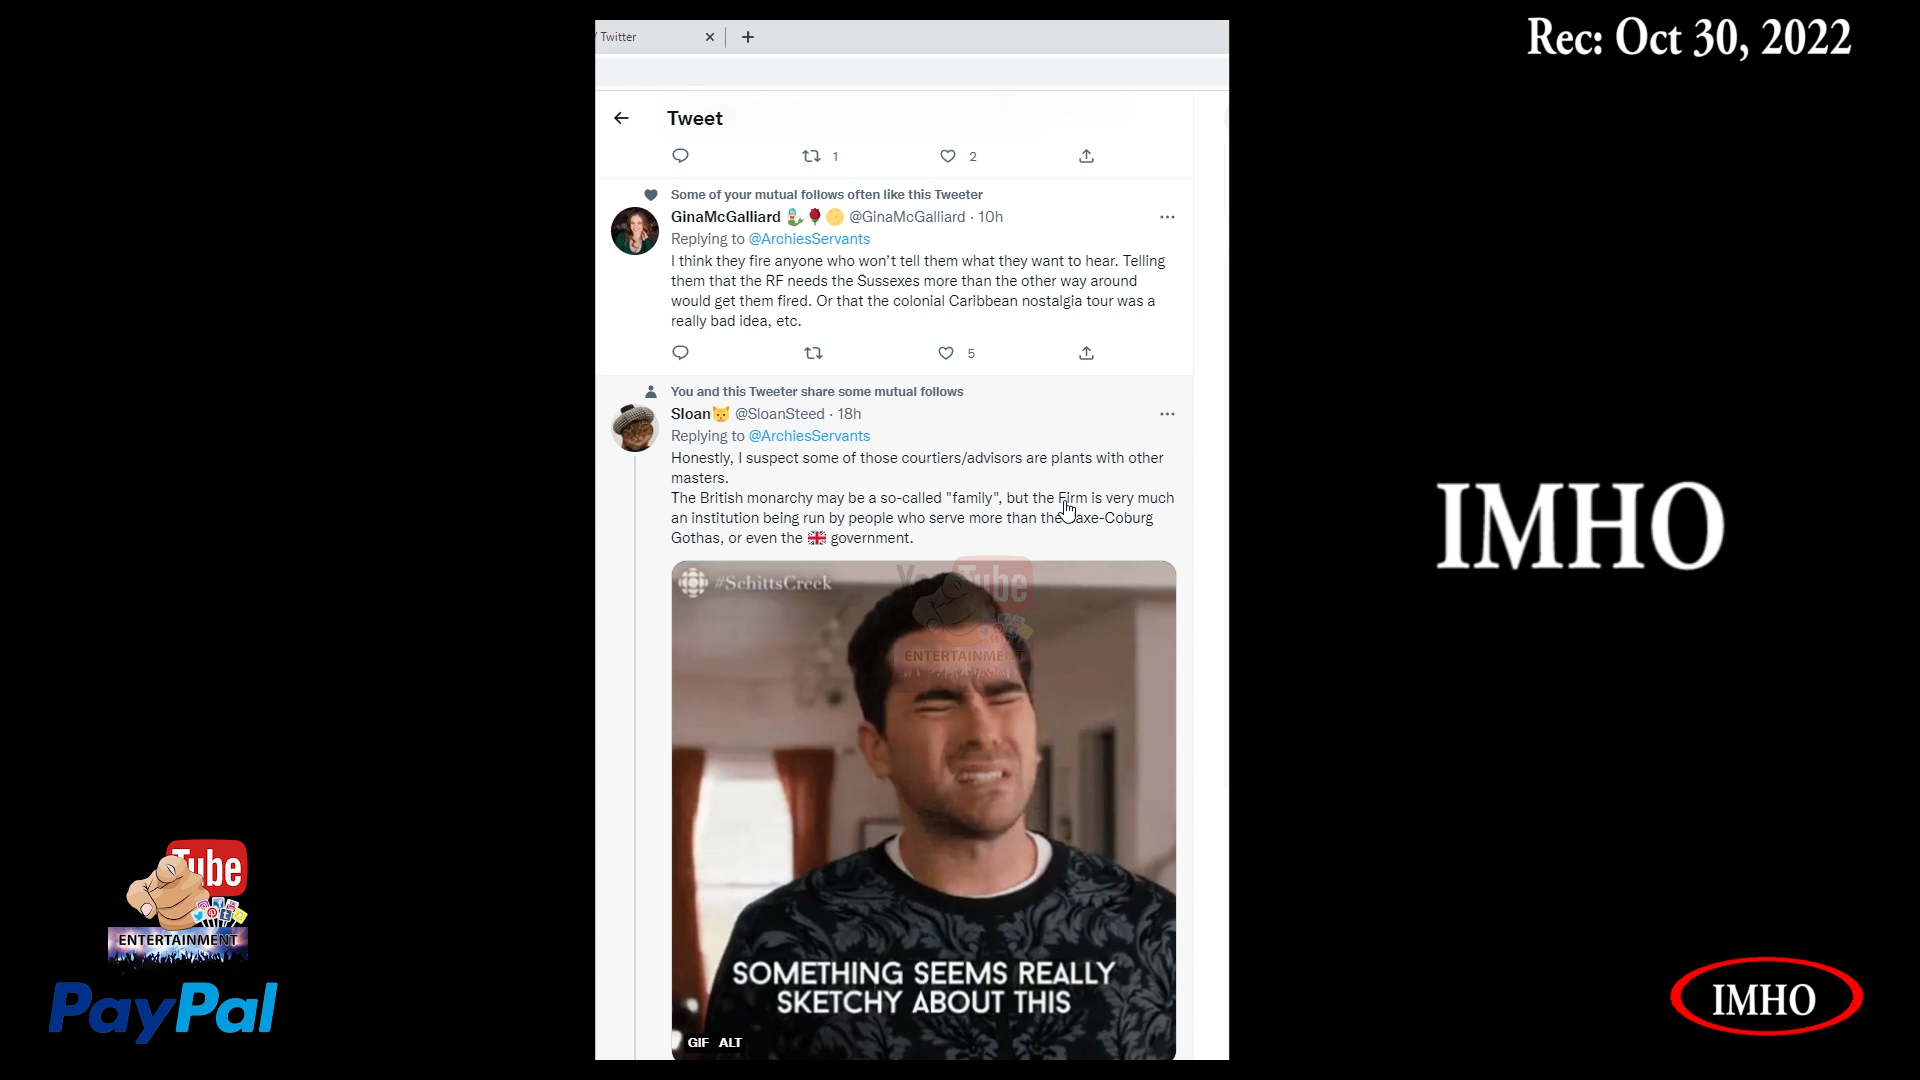 Rec: Oct 30, 2022
/ Twitter
Tweet
1
2
Some of your mutual follows often like this Tweeter
GinaMcGalliard @GinaMcGalliard · 10h
Replying to @ArchiesServants
I think they fire anyone who won't tell them what they want to hear. Telling
them that the RF needs the Sussexes more than the other way around
would get them fired. Or that the colonial Caribbean nostalgia tour was a
really bad idea, etc.
5
You and this Tweeter share some mutual follows
Sloan @SloanSteed · 18h
Replying to @ArchiesServants
Honestly, I suspect some of those courtiers/advisors are plants with other
masters.
The British monarchy may be a so-called "family", but the Firm is very much
an institution being run by people who serve more than the axe-Coburg
Gothas, or even the 🇬🇧 government.
#SchittsCreek
YouTube
ENTERTAINMENT
SOMETHING SEEMS REALLY
SKETCHY ABOUT THIS
GIF ALT
IMHO
Tube
ENTERTAINMENT
PayPal
IMHO